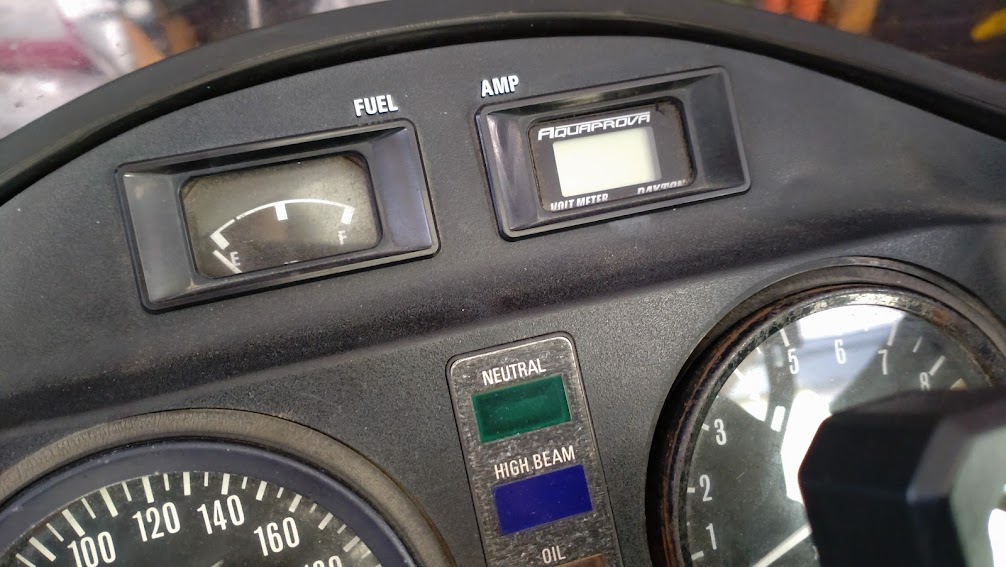 FUEL
AMP
E
F
AQUAPROVA
VOLT METER
DAYTONA
NEUTRAL
HIGH BEAM
OIL
100
120
140
160
1
2
3
5
6
7
8